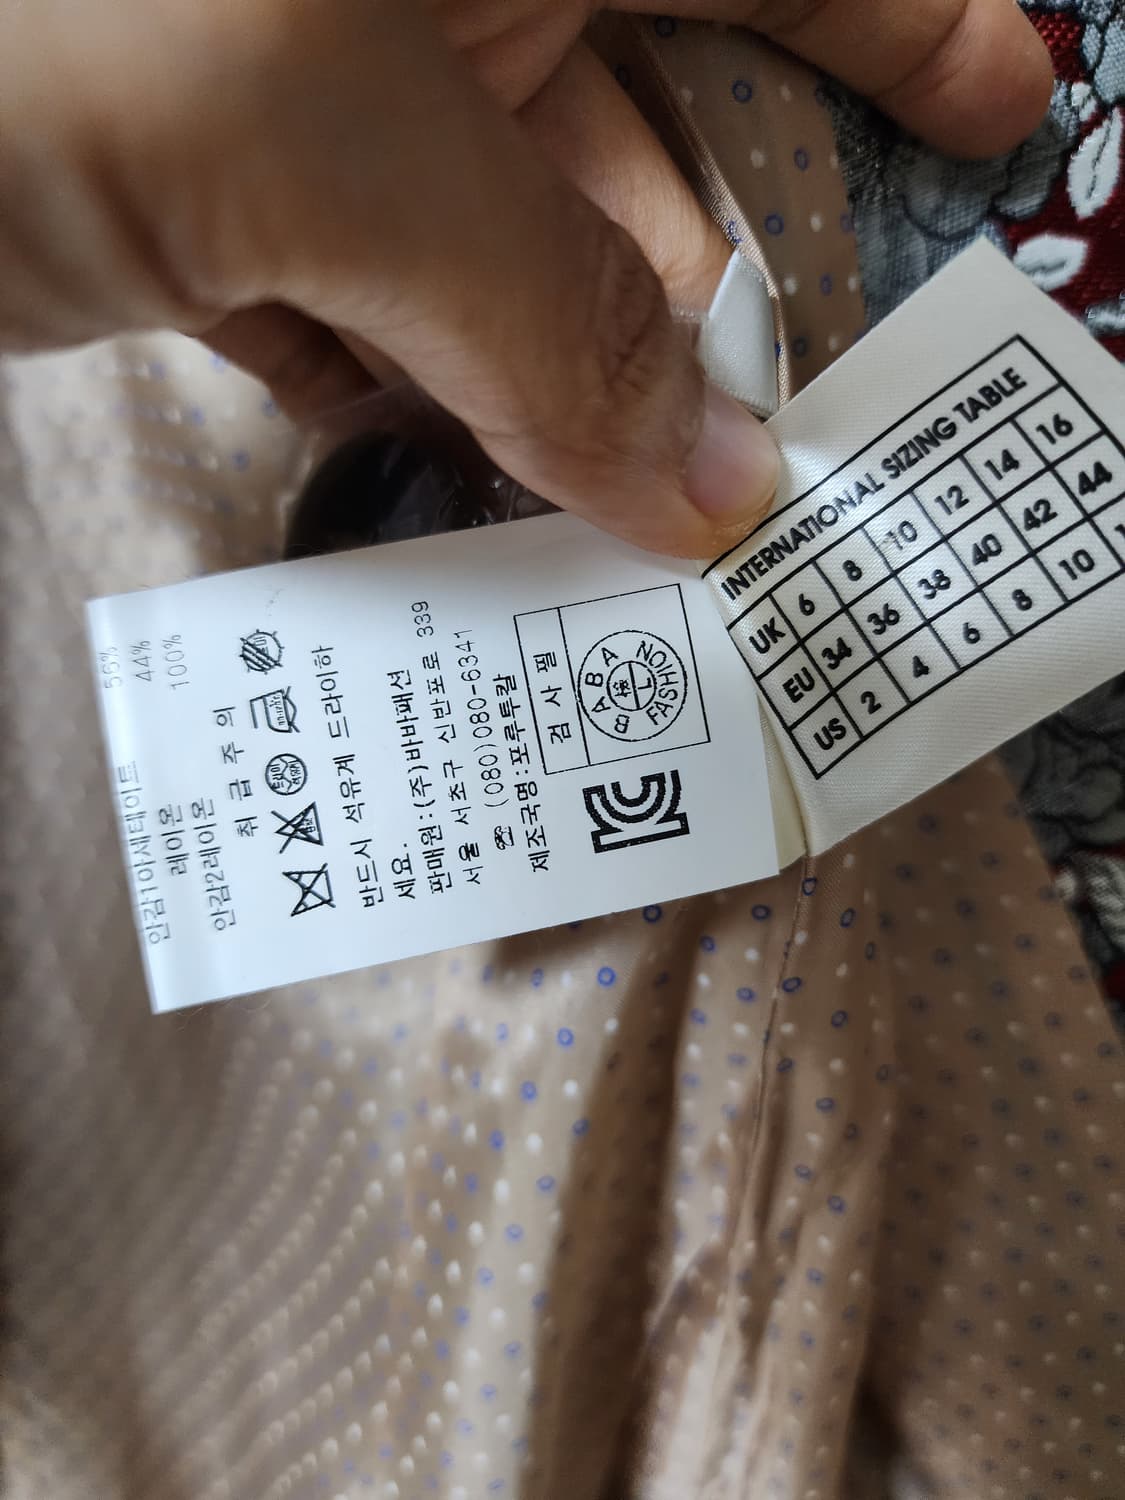 안감1아세테이트 56%
레이온 44%
안감2레이온 100%
취급주의
반드시 석유계 드라이하
세요.
판매원:(주)바바패션
서울 서초구 신반포로 339
☎ (080)080-6341
제조국명:포루투갈
검사필
BABA
檢
FASHION
INTERNATIONAL SIZING TABLE
UK 6 8 10 12 14 16
EU 34 36 38 40 42 44
US 2 4 6 8 10